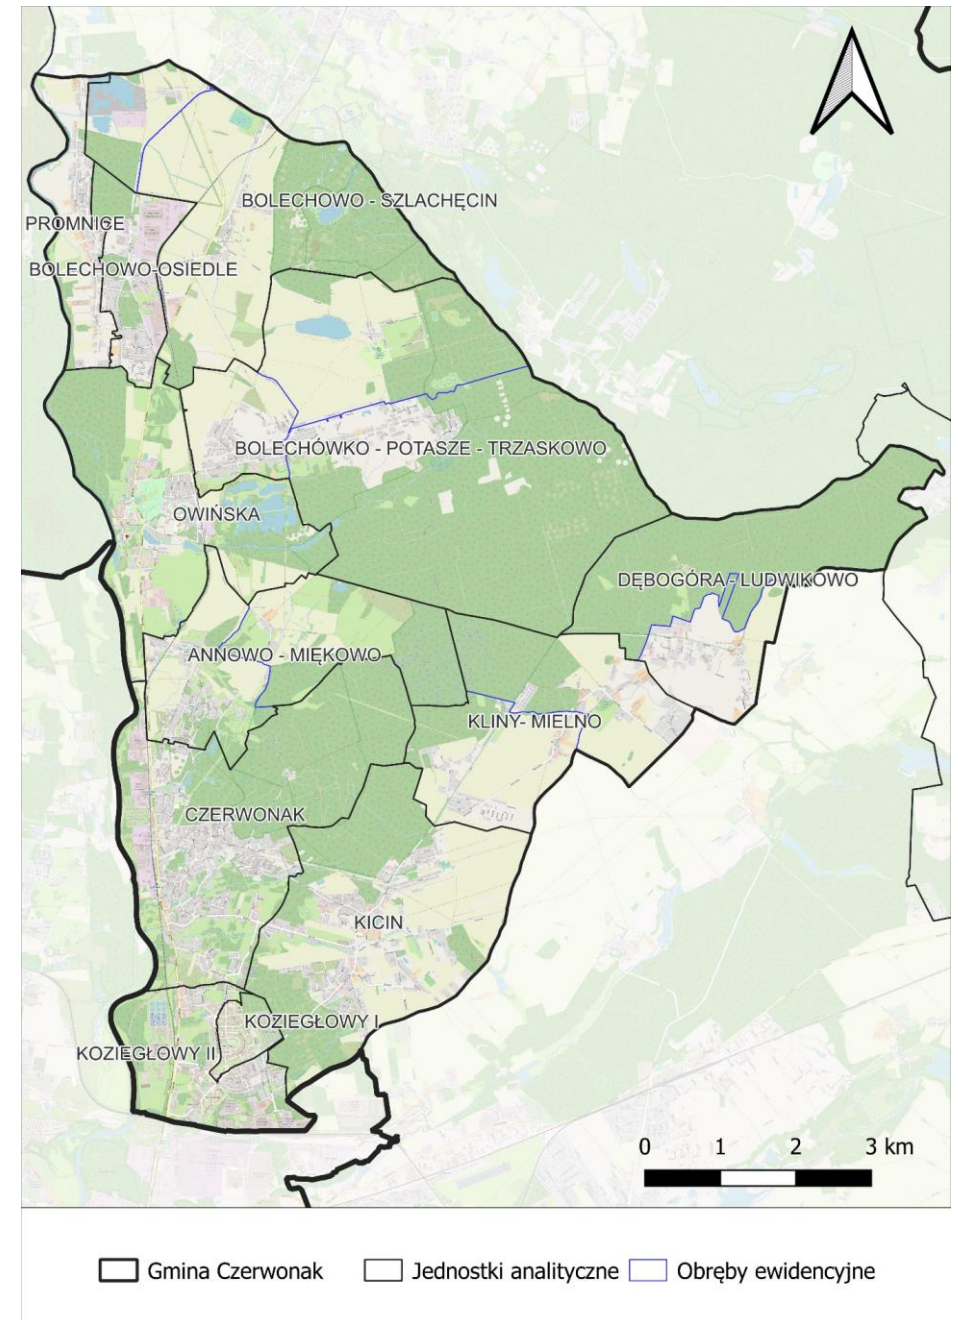 BOLECHOWO - SZLACHĘCIN
PROMNICE
BOLECHOWO-OSIEDLE
BOLECHÓWKO - POTASZE - TRZASKOWO
OWIŃSKA
DĘBOGÓRA- LUDWIKOWO
ANNOWO - MIĘKOWO
KLINY- MIELNO
CZERWONAK
KICIN
KOZIEGŁOWY I
KOZIEGŁOWY II
0 1 2 3 km
Gmina Czerwonak Jednostki analityczne Obręby ewidencyjne